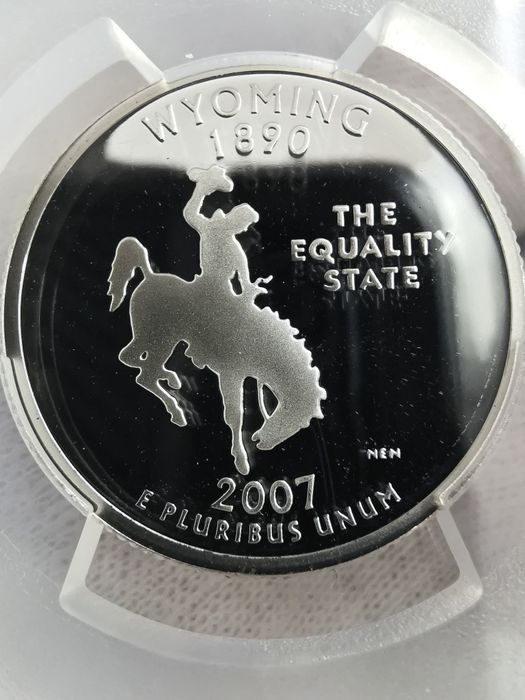 WYOMING
1890
THE
EQUALITY
STATE
NEN
2007
E PLURIBUS UNUM